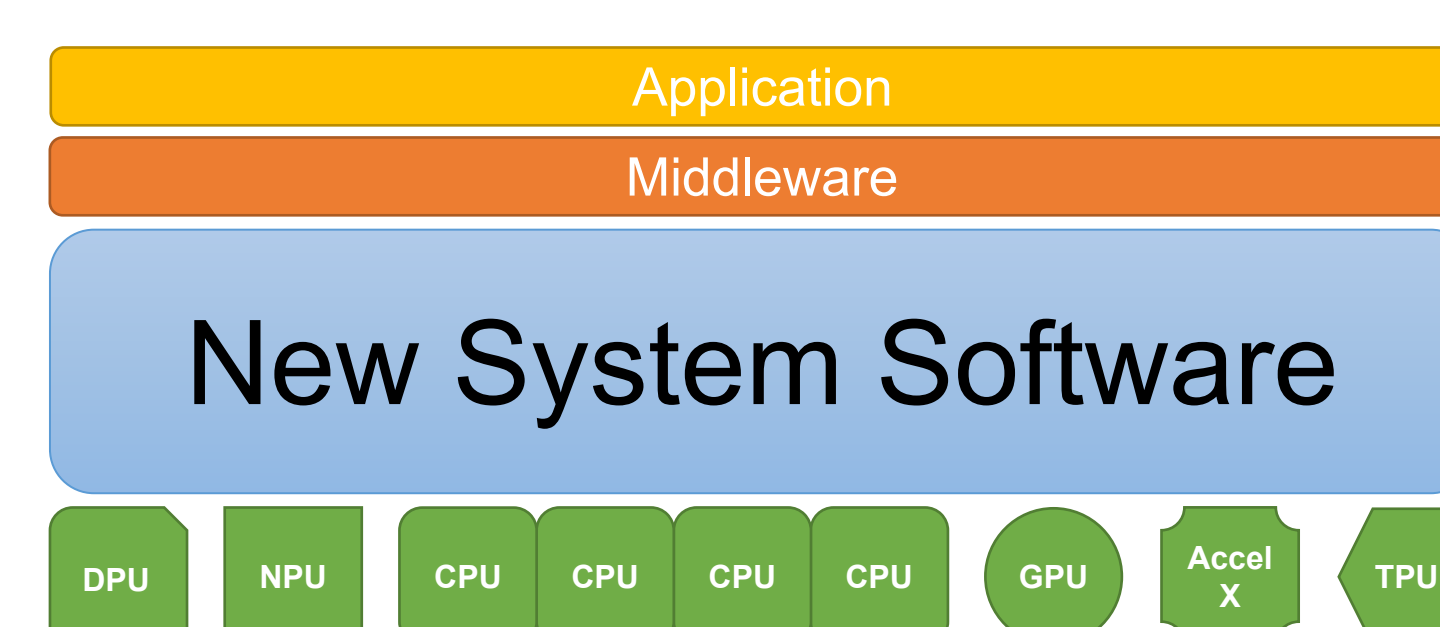 Application
Middleware
New System Software
DPU NPU CPU CPU CPU CPU GPU Accel X TPU